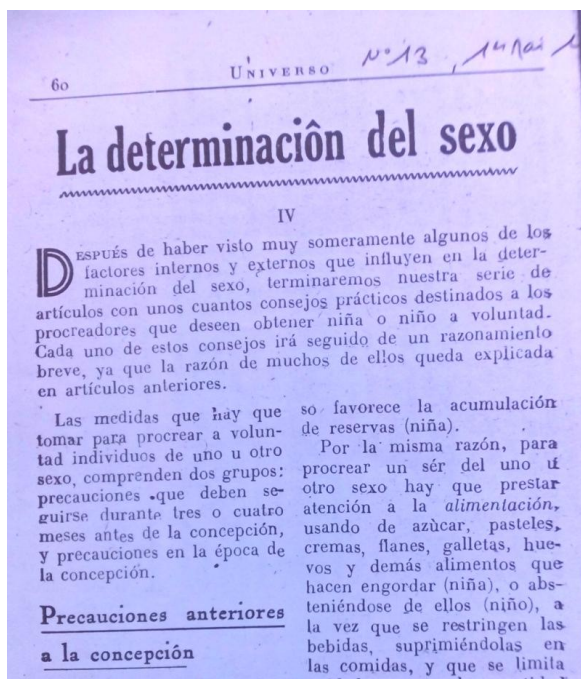 60
UNIVERSO
Nº 13, 1er Mai
La determinaciôn del sexo
IV
DESPUÉS de haber visto muy someramente algunos de los
factores internos y externos que influyen en la deter-
minación del sexo, terminaremos nuestra serie de
artículos con unos cuantos consejos prácticos destinados a los
procreadores que deseen obtener niña o niño a voluntad.
Cada uno de estos consejos irá seguido de un razonamiento
breve, ya que la razón de muchos de ellos queda explicada
en artículos anteriores.
Las medidas que hay que
tomar para procrear a volun-
tad individuos de uno u otro
sexo, comprenden dos grupos:
precauciones que deben se-
guirse durante tres o cuatro
meses antes de la concepción,
y precauciones en la época de
la concepción.
Precauciones anteriores
a la concepción
so favorece la acumulación
de reservas (niña).
Por la misma razón, para
procrear un sér del uno u
otro sexo hay que prestar
atención a la alimentación,
usando de azùcar, pasteles,
cremas, flanes, galletas, hue-
vos y demás alimentos que
hacen engordar (niña), o abs-
teniéndose de ellos (niño), a
la vez que se restringen las
bebidas, suprimiéndolas en
las comidas, y que se limita